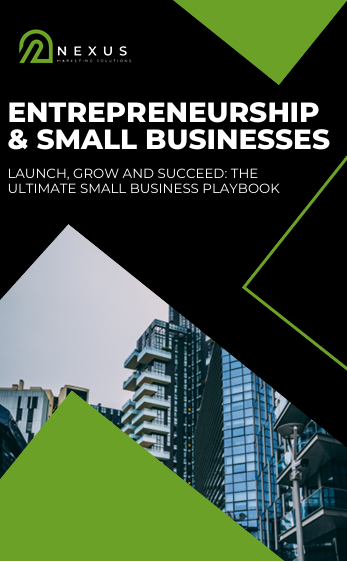 NEXUS
MARKETING SOLUTIONS
ENTREPRENEURSHIP
& SMALL BUSINESSES
LAUNCH, GROW AND SUCCEED: THE
ULTIMATE SMALL BUSINESS PLAYBOOK